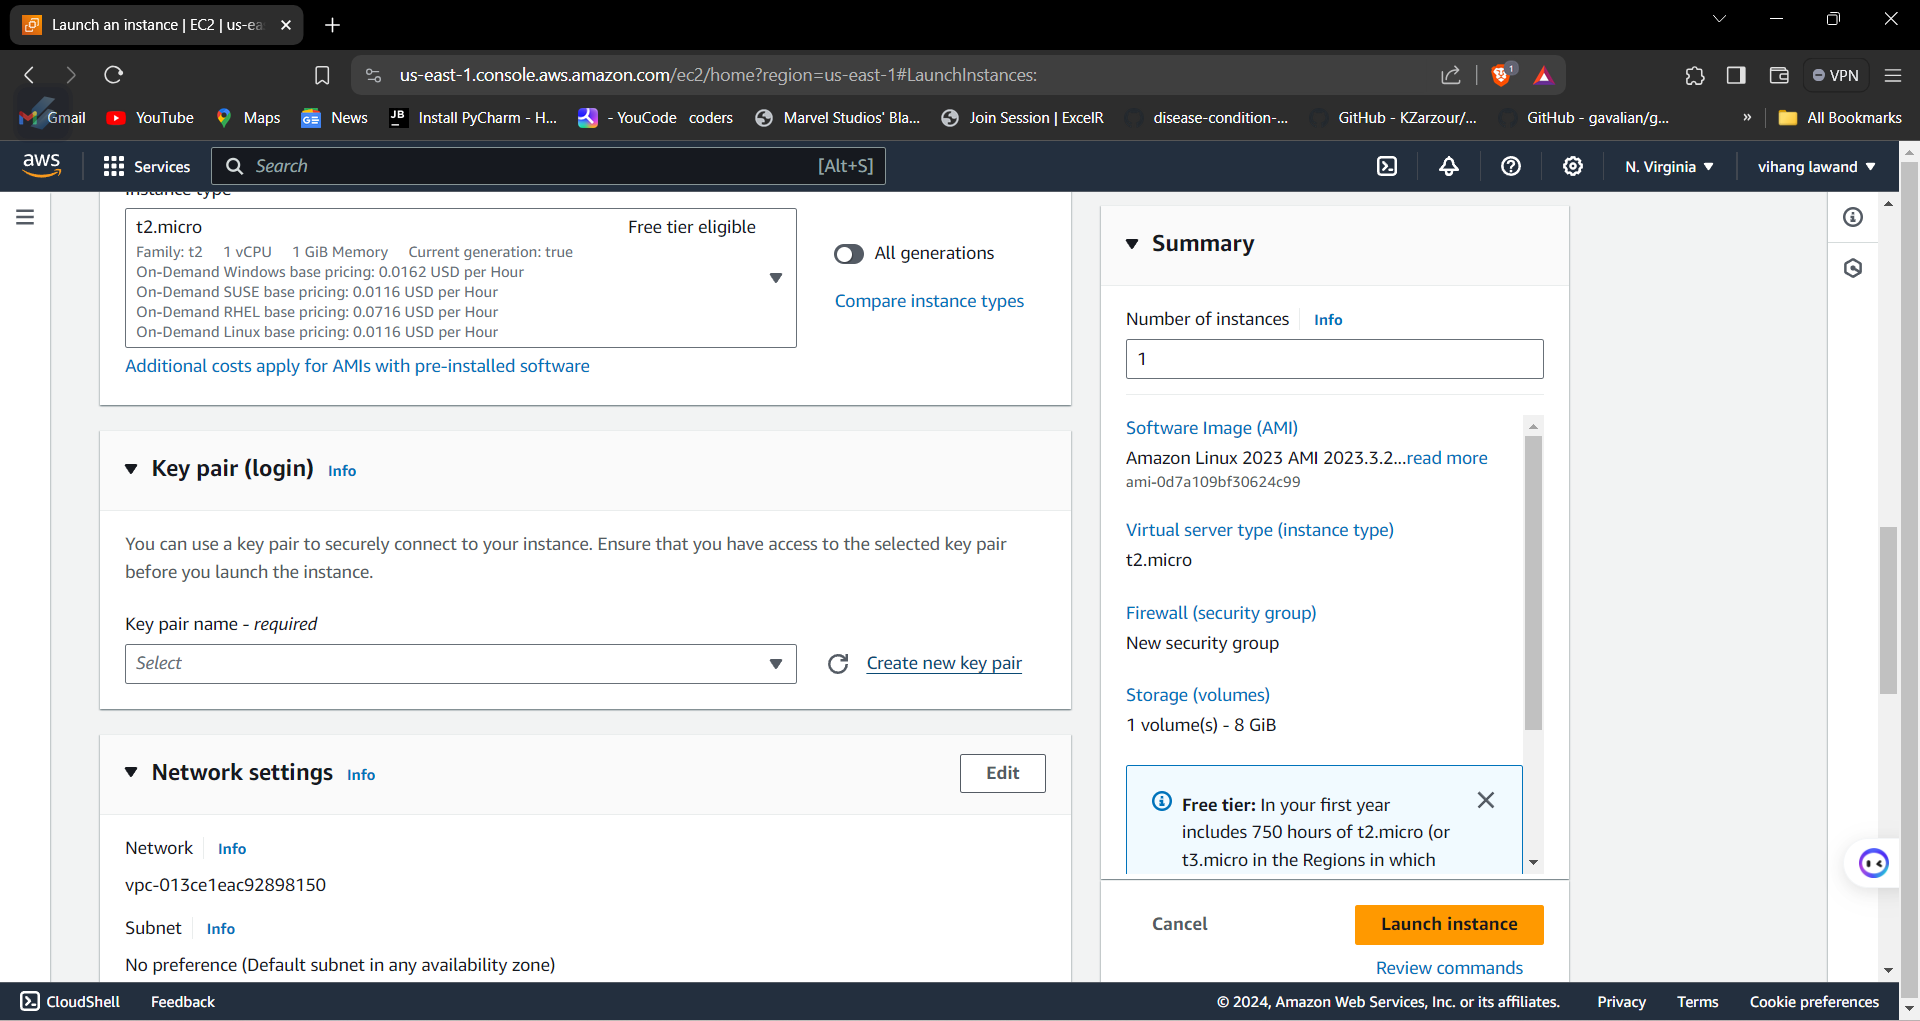 Launch an instance | EC2 | us-ea
us-east-1.console.aws.amazon.com/ec2/home?region=us-east-1#LaunchInstances:
1
VPN
Gmail
YouTube
Maps
News
Install PyCharm - H...
- YouCode coders
Marvel Studios' Bla...
Join Session | ExcelR
disease-condition-...
GitHub - KZarzour/...
GitHub - gavalian/g...
»
All Bookmarks
aws
Services
Search
[Alt+S]
N. Virginia
vihang lawand
Instance type
t2.micro
Free tier eligible
Family: t2 1 vCPU 1 GiB Memory Current generation: true
On-Demand Windows base pricing: 0.0162 USD per Hour
On-Demand SUSE base pricing: 0.0116 USD per Hour
On-Demand RHEL base pricing: 0.0716 USD per Hour
On-Demand Linux base pricing: 0.0116 USD per Hour
All generations
Compare instance types
Additional costs apply for AMIs with pre-installed software
Key pair (login) Info
You can use a key pair to securely connect to your instance. Ensure that you have access to the selected key pair
before you launch the instance.
Key pair name - required
Select
Create new key pair
Network settings Info
Edit
Network Info
vpc-013ce1eac92898150
Subnet Info
No preference (Default subnet in any availability zone)
Summary
Number of instances Info
1
Software Image (AMI)
Amazon Linux 2023 AMI 2023.3.2...read more
ami-0d7a109bf30624c99
Virtual server type (instance type)
t2.micro
Firewall (security group)
New security group
Storage (volumes)
1 volume(s) - 8 GiB
Free tier: In your first year
includes 750 hours of t2.micro (or
t3.micro in the Regions in which
Cancel
Launch instance
Review commands
CloudShell
Feedback
© 2024, Amazon Web Services, Inc. or its affiliates.
Privacy
Terms
Cookie preferences